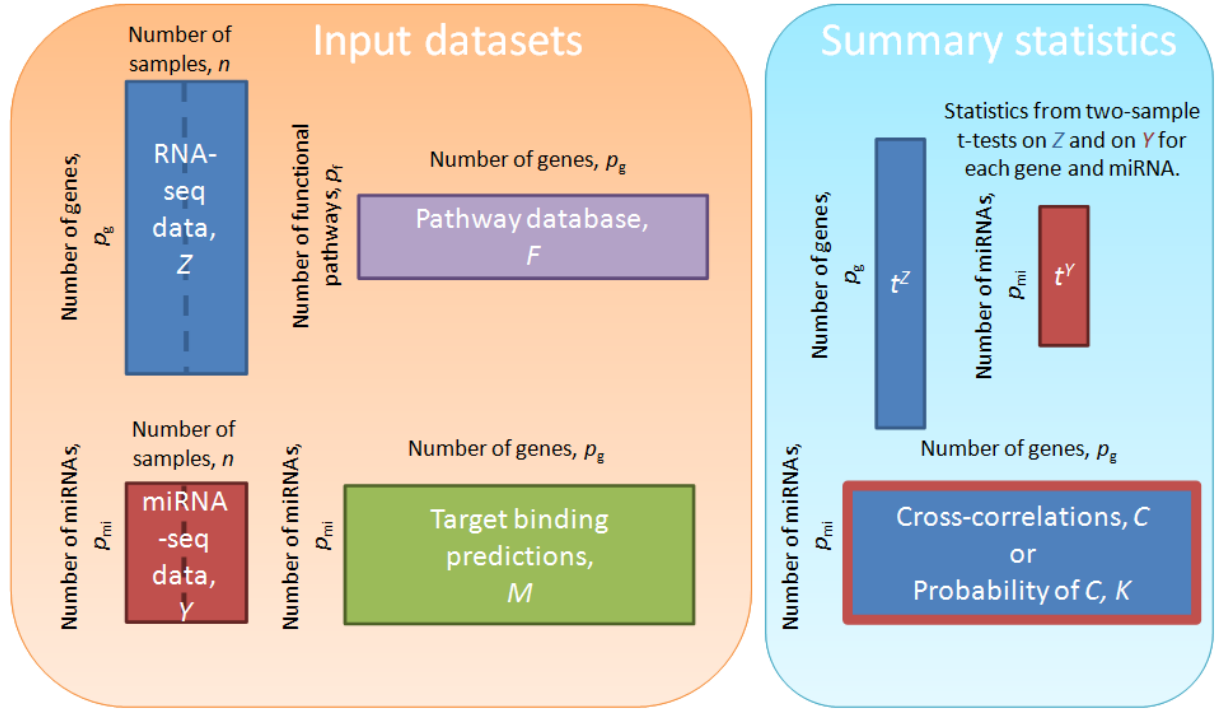 Input datasets
Number of
samples, n
Number of genes,
pg
RNA-
seq
data,
Z
Number of functional
pathways, pf
Number of genes, pg
Pathway database,
F
Number of miRNAs,
pmi
Number of
samples, n
miRNA
-seq
data,
Y
Number of miRNAs,
pmi
Number of genes, pg
Target binding
predictions,
M
Summary statistics
Statistics from two-sample
t-tests on Z and on Y for
each gene and miRNA.
Number of genes,
pg
tZ
Number of miRNAs,
pmi
tY
Number of miRNAs,
pmi
Number of genes, pg
Cross-correlations, C
or
Probability of C, K